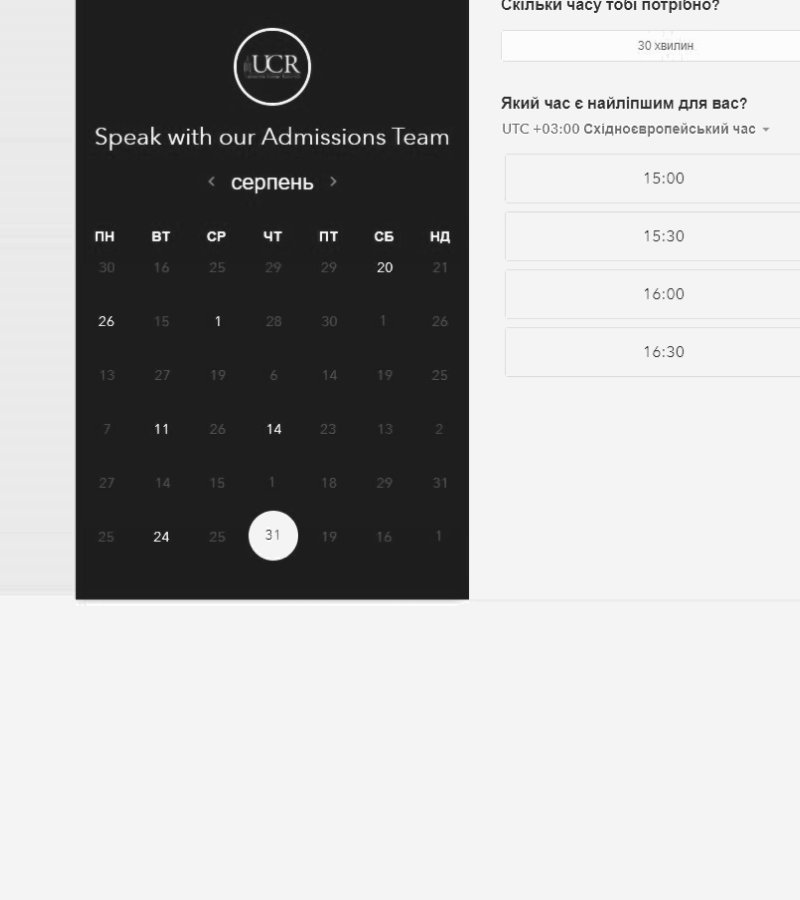 UCR
Speak with our Admissions Team
серпень
ПН ВТ СР ЧТ ПТ СБ НД
30 16 25 29 29 20 21
26 15 1 28 30 1 26
13 27 19 6 14 19 25
7 11 26 14 23 13 2
27 14 15 1 18 29 31
25 24 25 31 19 16 1
Скільки часу тобі потрібно?
30 хвилин
Який час є найліпшим для вас?
UTC +03:00 Східноєвропейський час
15:00
15:30
16:00
16:30